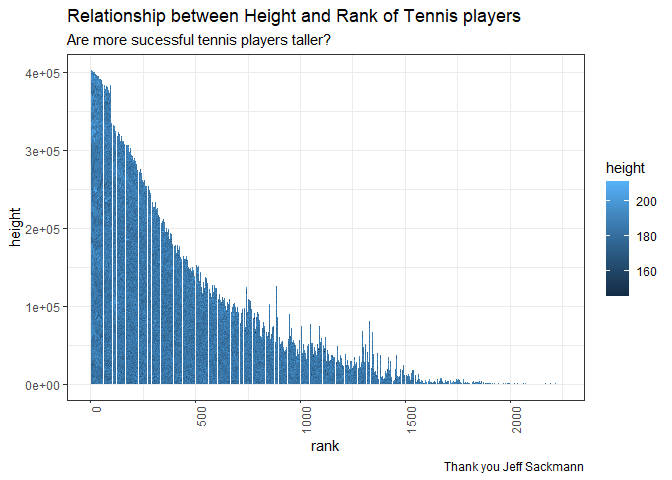 Relationship between Height and Rank of Tennis players
Are more sucessful tennis players taller?
4e+05
3e+05
2e+05
1e+05
0e+00
height
0
500
1000
1500
2000
rank
height
200
180
160
Thank you Jeff Sackmann